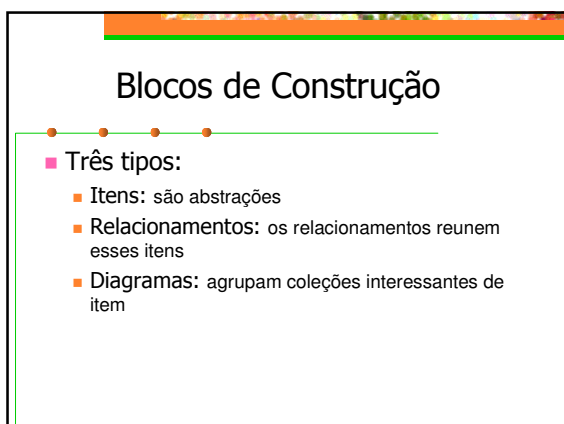 Blocos de Construção
Três tipos:
Itens: são abstrações
Relacionamentos: os relacionamentos reunem
esses itens
Diagramas: agrupam coleções interessantes de
item